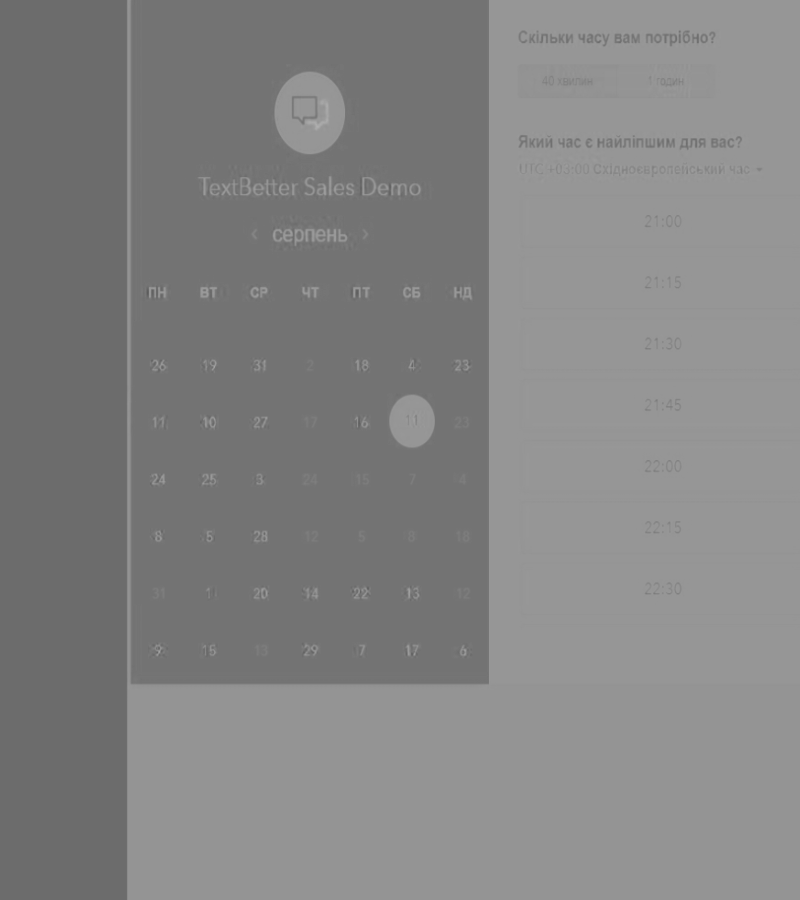 TextBetter Sales Demo
серпень
ПН ВТ СР ЧТ ПТ СБ НД
26 19 31 2 18 4 23
11 10 27 17 16 11 23
24 25 3 24 15 7 4
8 5 28 12 5 6 18
31 1 20 14 22 13 12
9 15 13 29 7 17 6
Скільки часу вам потрібно?
40 хвилин 1 годин
Який час є найліпшим для вас?
UTC +03:00 Східноєвропейський час
21:00
21:15
21:30
21:45
22:00
22:15
22:30